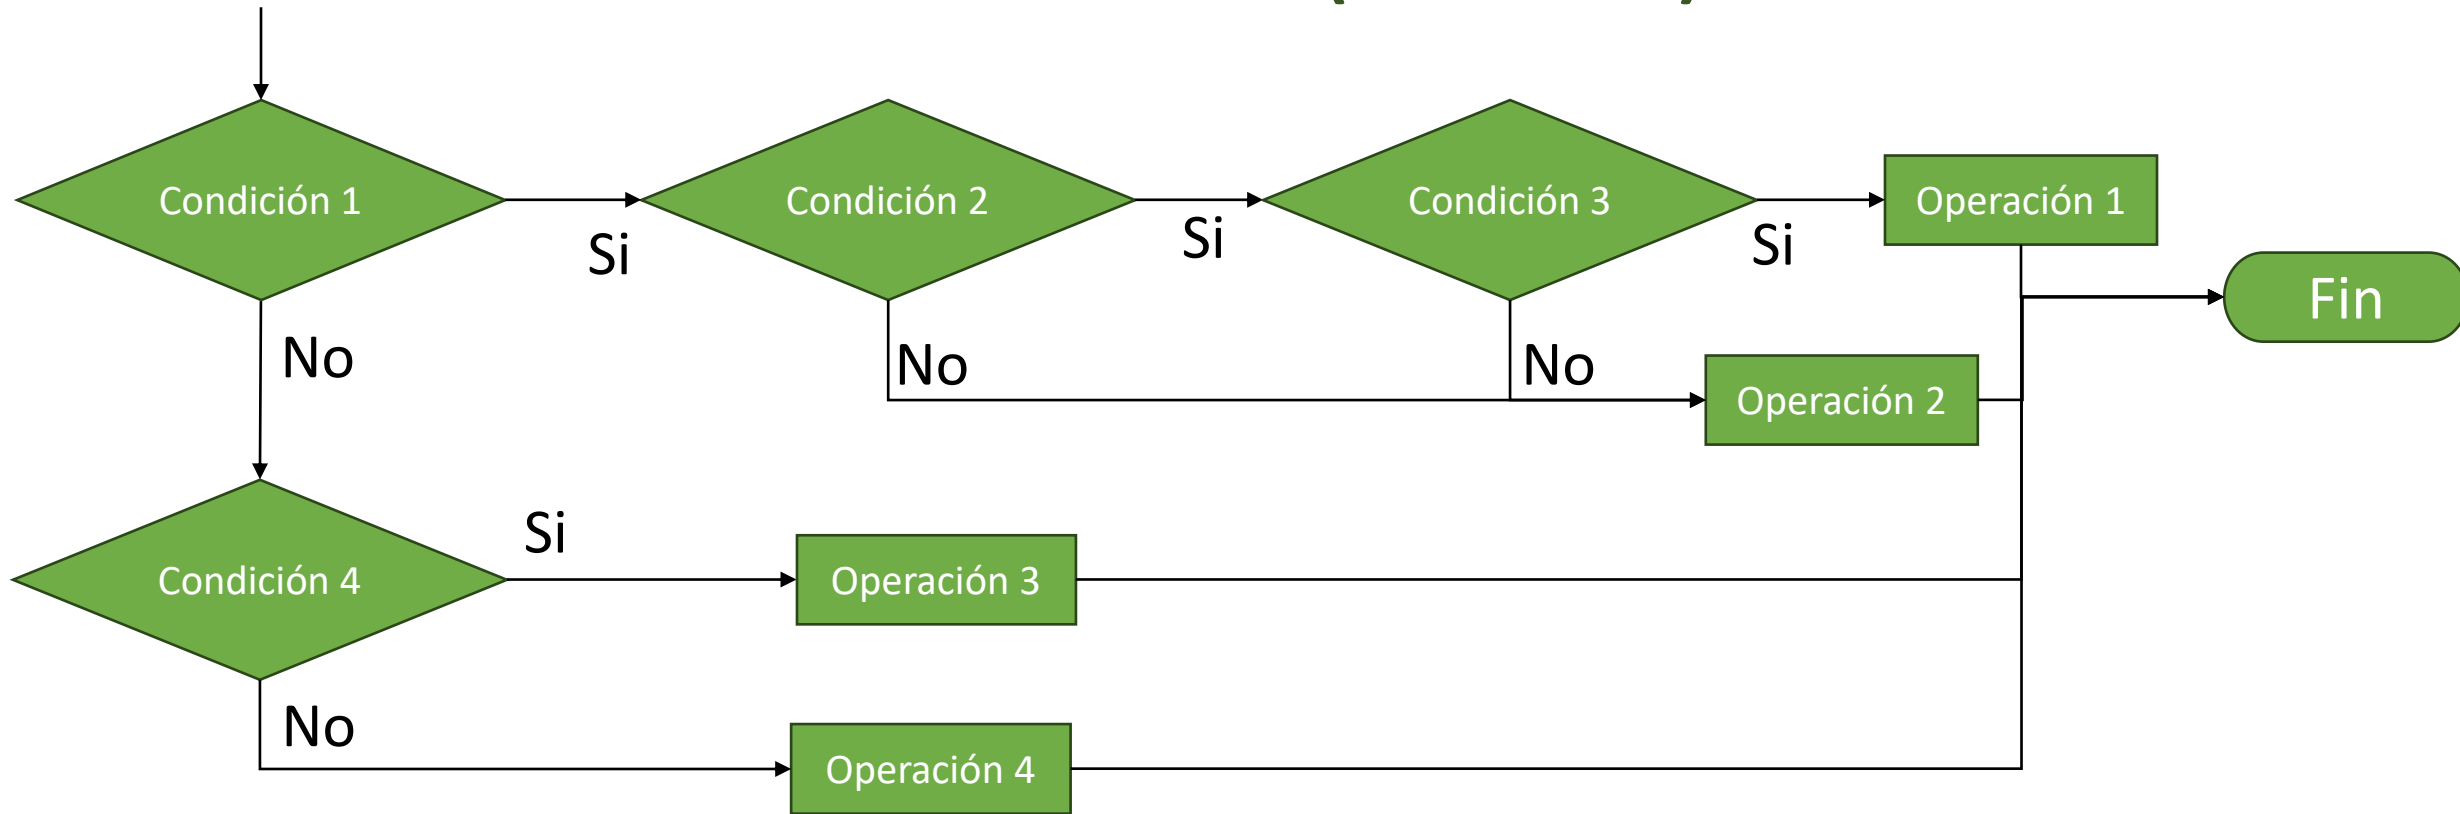 Condición 1
Si
Condición 2
Si
Condición 3
Si
Operación 1
Fin
No
No
No
Operación 2
Condición 4
Si
Operación 3
No
Operación 4